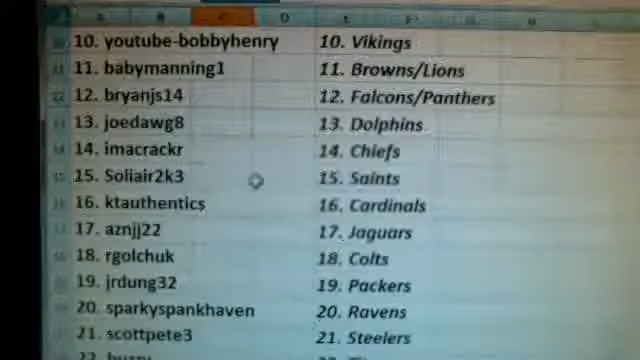 10. youtube-bobbyhenry 10. Vikings
11. babymanning1 11. Browns/Lions
12. bryanjs14 12. Falcons/Panthers
13. joedawg8 13. Dolphins
14. imacrackr 14. Chiefs
15. Soliair2k3 15. Saints
16. ktauthentics 16. Cardinals
17. aznjj22 17. Jaguars
18. rgolchuk 18. Colts
19. jrdung32 19. Packers
20. sparkyspankhaven 20. Ravens
21. scottpete3 21. Steelers
22.